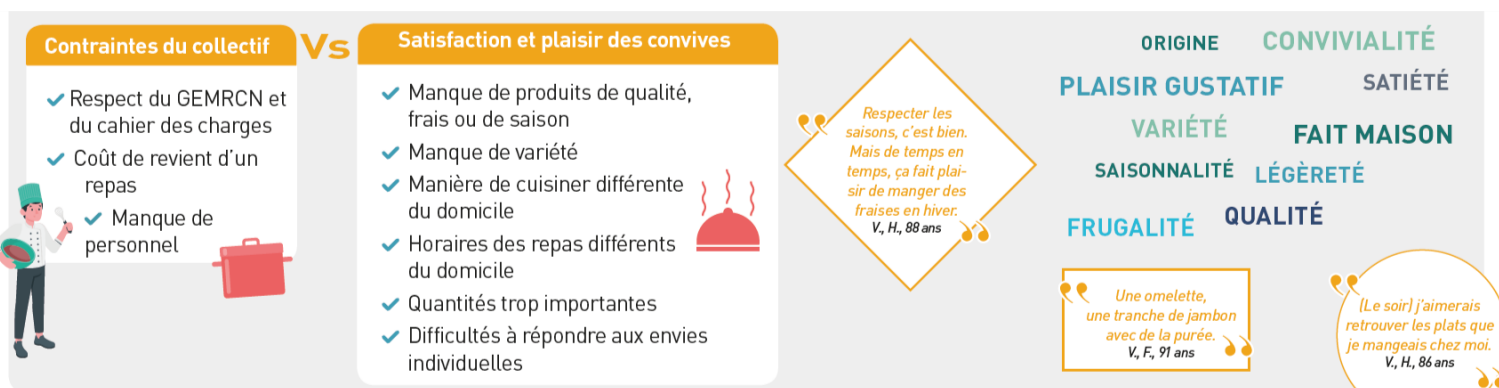 Contraintes du collectif
Respect du GEMRCN et
du cahier des charges
Coût de revient d'un
repas
Manque de
personnel
Vs
Satisfaction et plaisir des convives
Manque de produits de qualité,
frais ou de saison
Manque de variété
Manière de cuisiner différente
du domicile
Horaires des repas différents
du domicile
Quantités trop importantes
Difficultés à répondre aux envies
individuelles
Respecter les
saisons, c'est bien.
Mais de temps en
temps, ça fait plai-
sir de manger des
fraises en hiver.
V., H., 88 ans
ORIGINE
CONVIVIALITÉ
PLAISIR GUSTATIF
SATIÉTÉ
VARIÉTÉ
FAIT MAISON
SAISONNALITÉ
LÉGÈRETÉ
FRUGALITÉ
QUALITÉ
Une omelette,
une tranche de jambon
avec de la purée.
V., F., 91 ans
(Le soir) j'aimerais
retrouver les plats que
je mangeais chez moi.
V., H., 86 ans